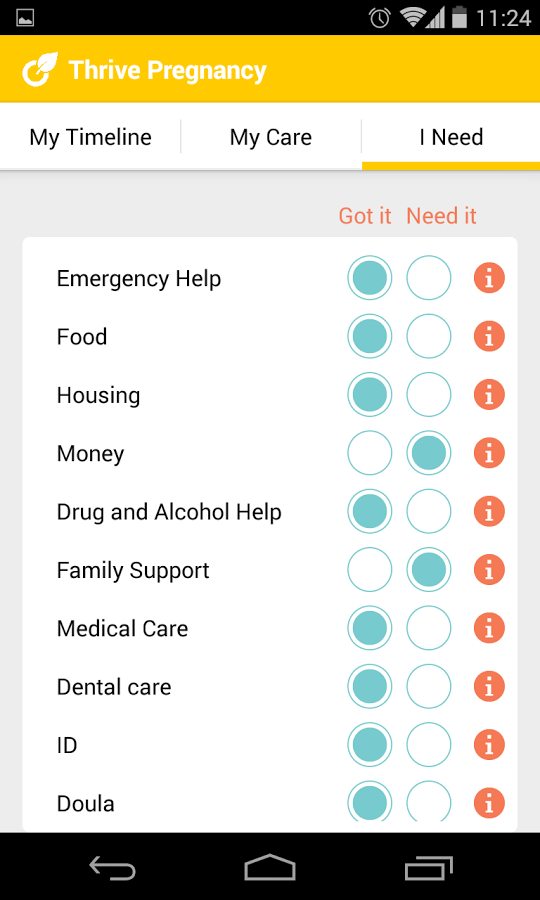 11:24
Thrive Pregnancy
My Timeline My Care I Need
Got it Need it
Emergency Help i
Food i
Housing i
Money i
Drug and Alcohol Help i
Family Support i
Medical Care i
Dental care i
ID i
Doula i